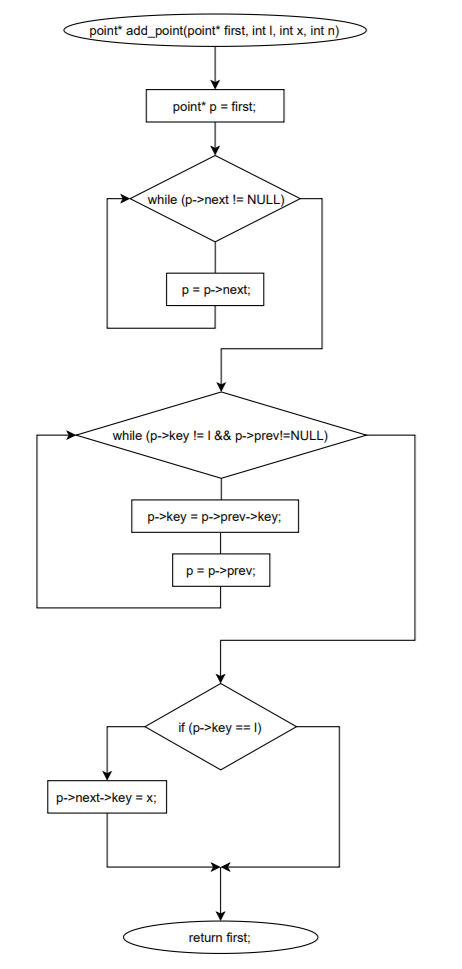 point* add_point(point* first, int l, int x, int n)
point* p = first;
while (p->next != NULL)
p = p->next;
while (p->key != l && p->prev!=NULL)
p->key = p->prev->key;
p = p->prev;
if (p->key == l)
p->next->key = x;
return first;